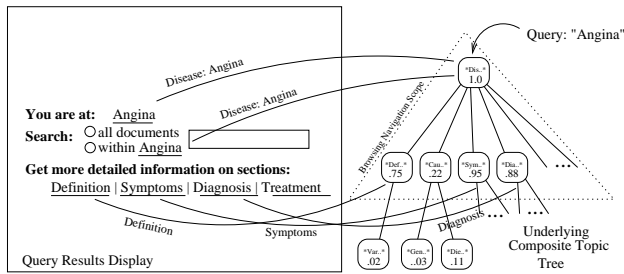 Query: "Angina"
Disease: Angina
*Dis..*
1.0
Disease: Angina
Browsing Navigation Scope
You are at: Angina
Search: all documents
within Angina
Get more detailed information on sections:
Definition | Symptoms | Diagnosis | Treatment
*Def..*
.75
*Cau..*
.22
*Sym..*
.95
*Dia..*
.88
...
Definition
Symptoms
Diagnosis
...
...
Underlying
Composite Topic
Tree
*Var..*
.02
*Gen..*
..03
*Die..*
.11
Query Results Display